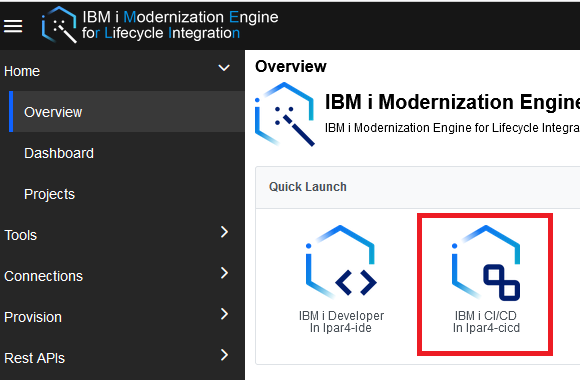 IBM i Modernization Engine
for Lifecycle Integration
Home
Overview
Dashboard
Projects
Tools
Connections
Provision
Rest APIs
Overview
IBM i Modernization Engine
IBM i Modernization Engine for Lifecycle Integra
Quick Launch
IBM i Developer
In lpar4-ide
IBM i CI/CD
In lpar4-cicd